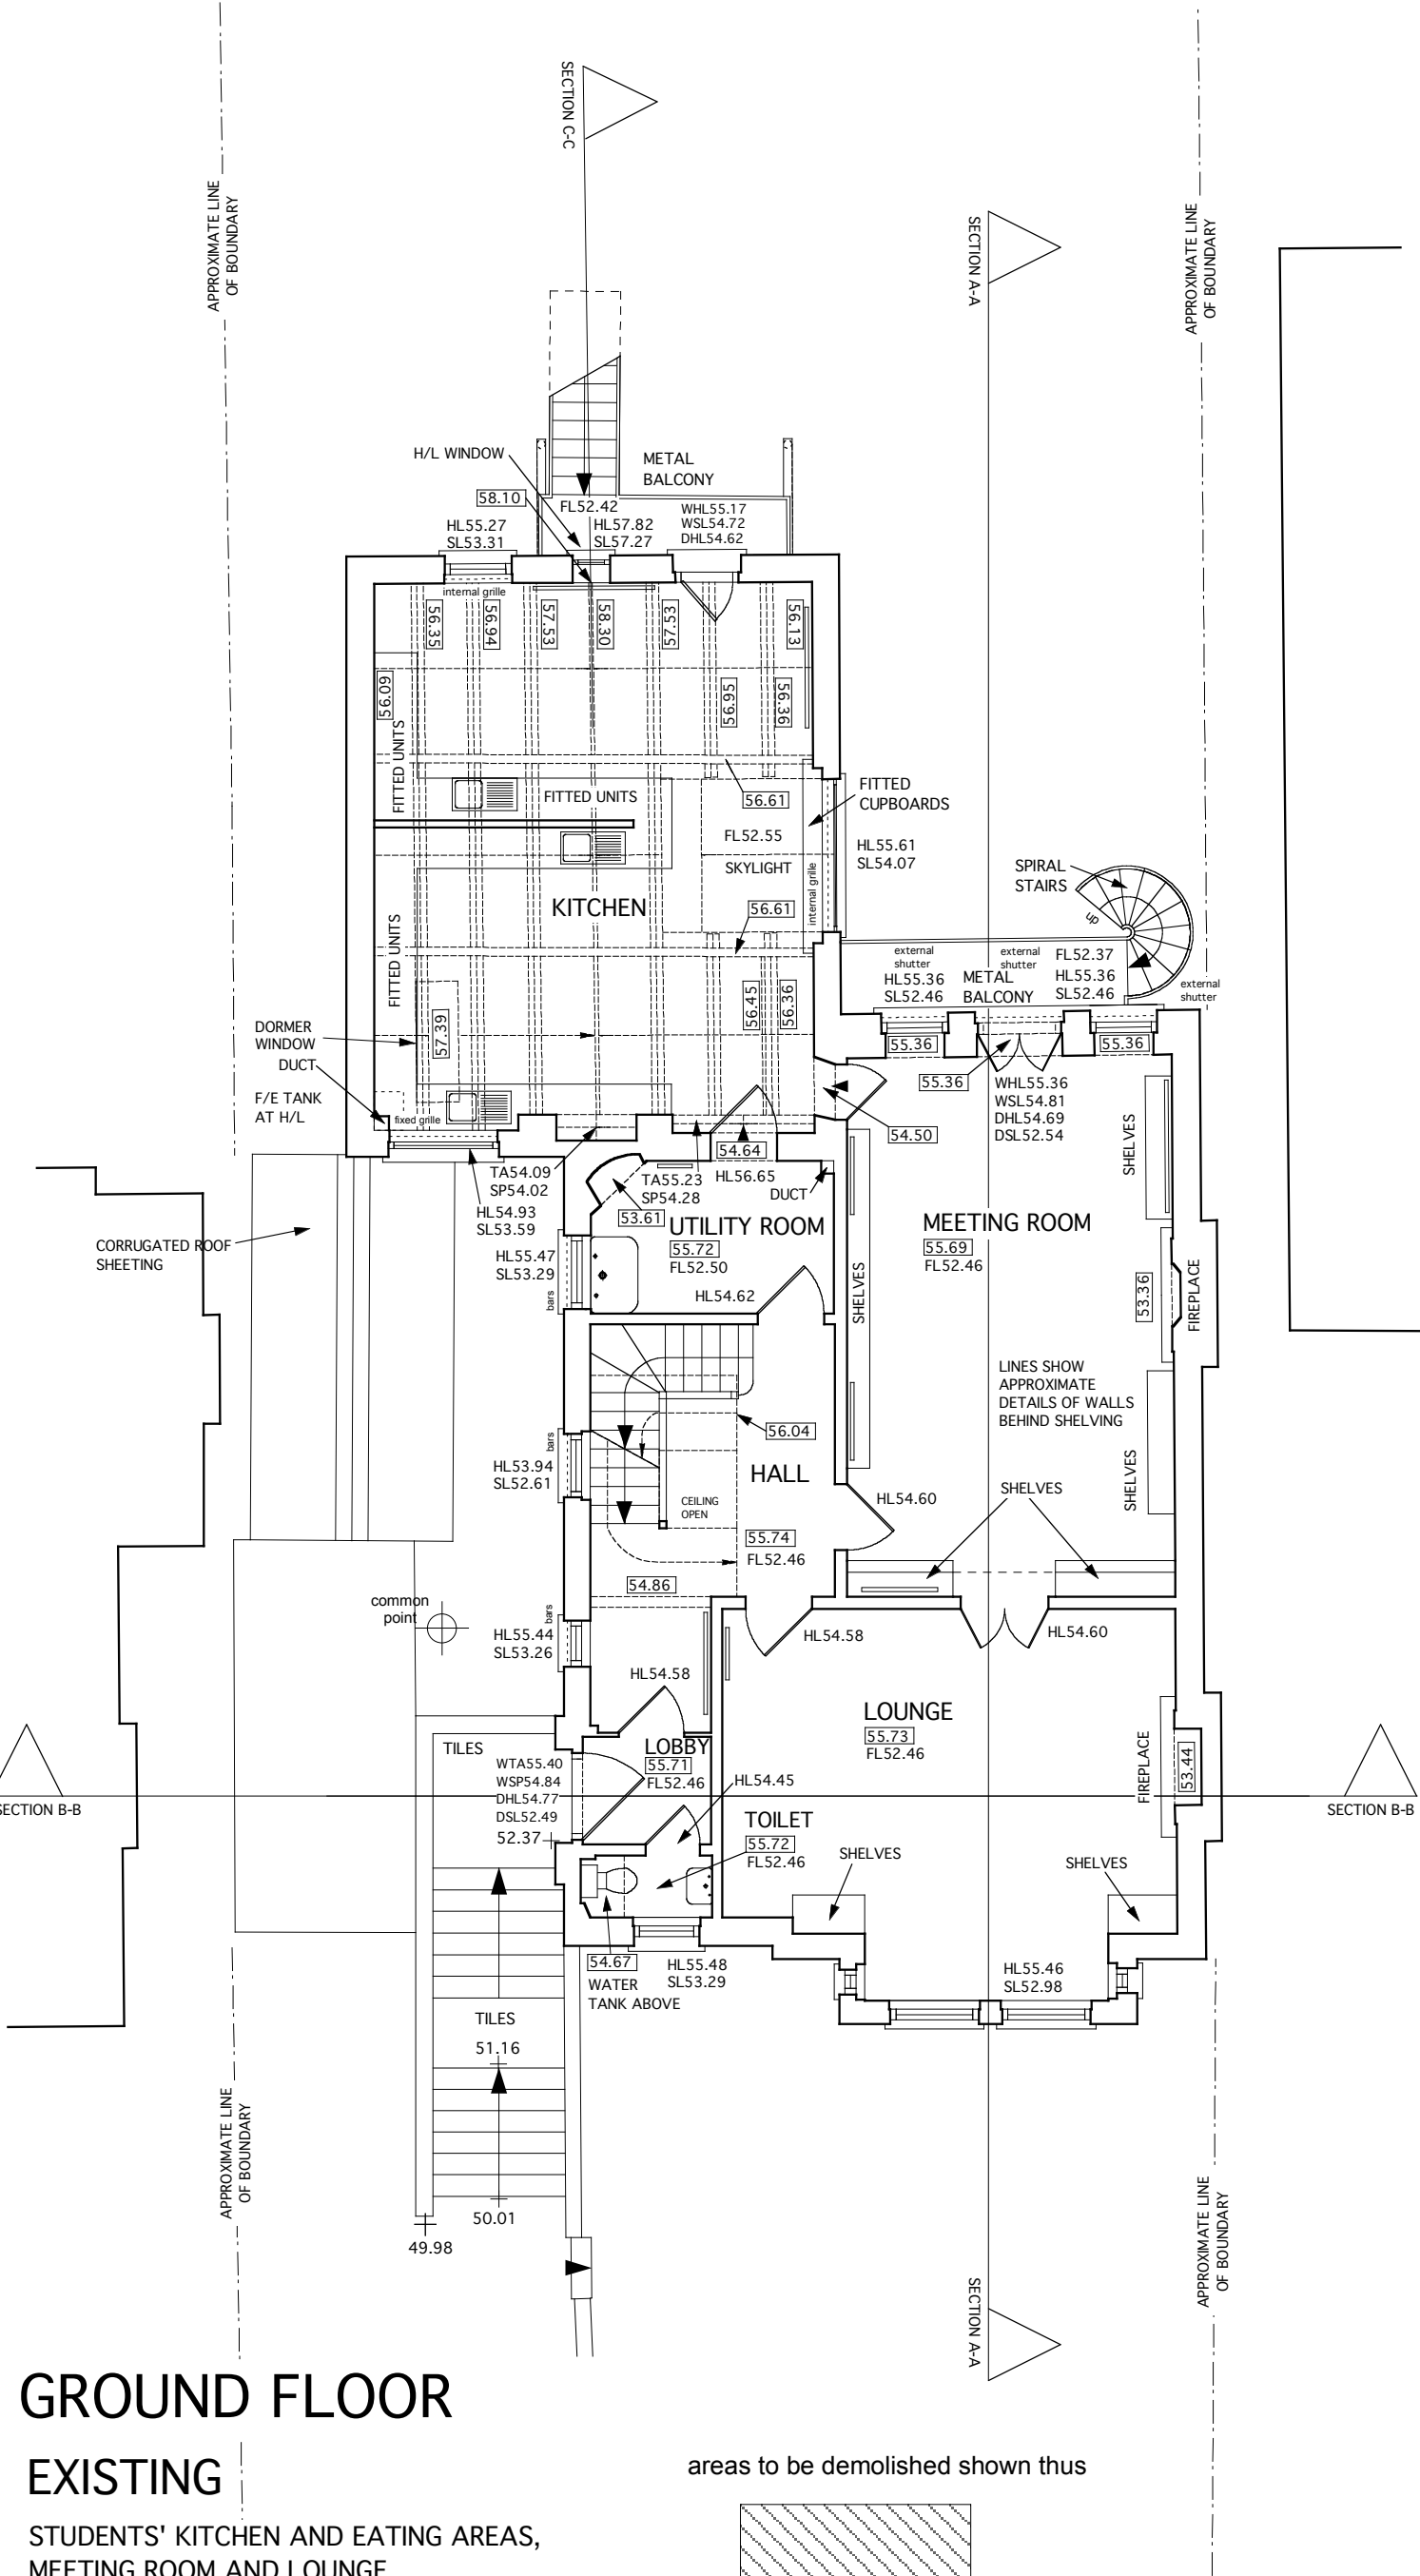 SECTION C-C
APPROXIMATE LINE
OF BOUNDARY
SECTION A-A
APPROXIMATE LINE
OF BOUNDARY
H/L WINDOW
METAL
BALCONY
58.10
FL52.42
HL55.27
SL53.31
HL57.82
SL57.27
WHL55.17
WSL54.72
DHL54.62
internal grille
56.35
56.94
57.53
58.30
57.53
56.13
56.09
56.95
56.36
FITTED UNITS
FITTED UNITS
56.61
FITTED
CUPBOARDS
FL52.55
HL55.61
SL54.07
SKYLIGHT
internal grille
SPIRAL
STAIRS
up
KITCHEN
56.61
FITTED UNITS
external
shutter
external
shutter
FL52.37
HL55.36
SL52.46
METAL
BALCONY
HL55.36
SL52.46
external
shutter
56.45
56.36
57.39
DORMER
WINDOW
DUCT
F/E TANK
AT H/L
fixed grille
55.36
55.36
55.36
WHL55.36
WSL54.81
DHL54.69
DSL52.54
54.50
54.64
SHELVES
TA54.09
SP54.02
TA55.23
SP54.28
HL56.65
DUCT
HL54.93
SL53.59
53.61
UTILITY ROOM
55.72
FL52.50
MEETING ROOM
55.69
FL52.46
CORRUGATED ROOF
SHEETING
HL55.47
SL53.29
bars
HL54.62
SHELVES
53.36
FIREPLACE
LINES SHOW
APPROXIMATE
DETAILS OF WALLS
BEHIND SHELVING
56.04
bars
HL53.94
SL52.61
HALL
SHELVES
CEILING
OPEN
HL54.60
SHELVES
55.74
FL52.46
54.86
common
point
bars
HL55.44
SL53.26
HL54.58
HL54.60
HL54.58
LOUNGE
55.73
FL52.46
TILES
LOBBY
55.71
FL52.46
WTA55.40
WSP54.84
DHL54.77
DSL52.49
52.37
HL54.45
FIREPLACE
53.44
SECTION B-B
SECTION B-B
TOILET
55.72
FL52.46
SHELVES
SHELVES
54.67
WATER
TANK ABOVE
HL55.48
SL53.29
HL55.46
SL52.98
TILES
51.16
APPROXIMATE LINE
OF BOUNDARY
50.01
49.98
APPROXIMATE LINE
OF BOUNDARY
SECTION A-A
GROUND FLOOR
EXISTING
areas to be demolished shown thus
STUDENTS' KITCHEN AND EATING AREAS,
MEETING ROOM AND LOUNGE